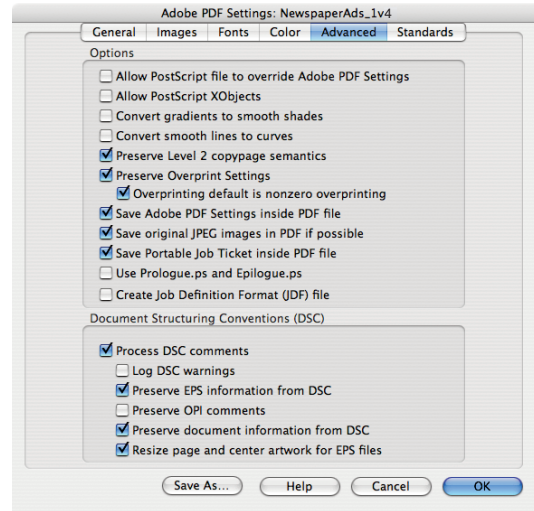 Adobe PDF Settings: NewspaperAds_1v4
General Images Fonts Color Advanced Standards
Options
Allow PostScript file to override Adobe PDF Settings
Allow PostScript XObjects
Convert gradients to smooth shades
Convert smooth lines to curves
Preserve Level 2 copypage semantics
Preserve Overprint Settings
Overprinting default is nonzero overprinting
Save Adobe PDF Settings inside PDF file
Save original JPEG images in PDF if possible
Save Portable Job Ticket inside PDF file
Use Prologue.ps and Epilogue.ps
Create Job Definition Format (JDF) file
Document Structuring Conventions (DSC)
Process DSC comments
Log DSC warnings
Preserve EPS information from DSC
Preserve OPI comments
Preserve document information from DSC
Resize page and center artwork for EPS files
Save As... Help Cancel OK